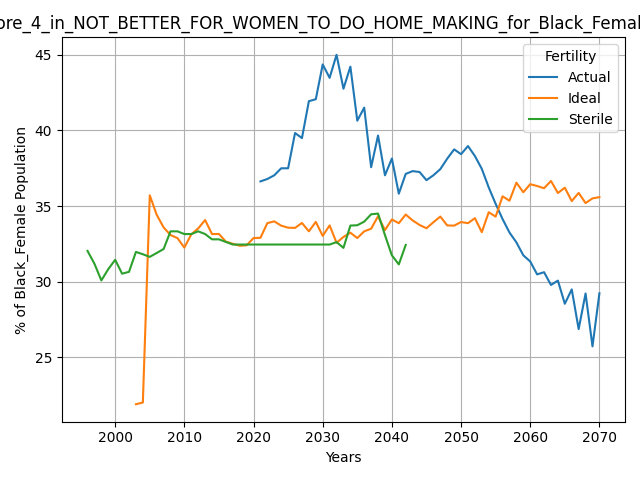 ore_4_in_NOT_BETTER_FOR_WOMEN_TO_DO_HOME_MAKING_for_Black_Femal
Fertility
Actual
Ideal
Sterile
% of Black_Female Population
45
40
35
30
25
2000 2010 2020 2030 2040 2050 2060 2070
Years